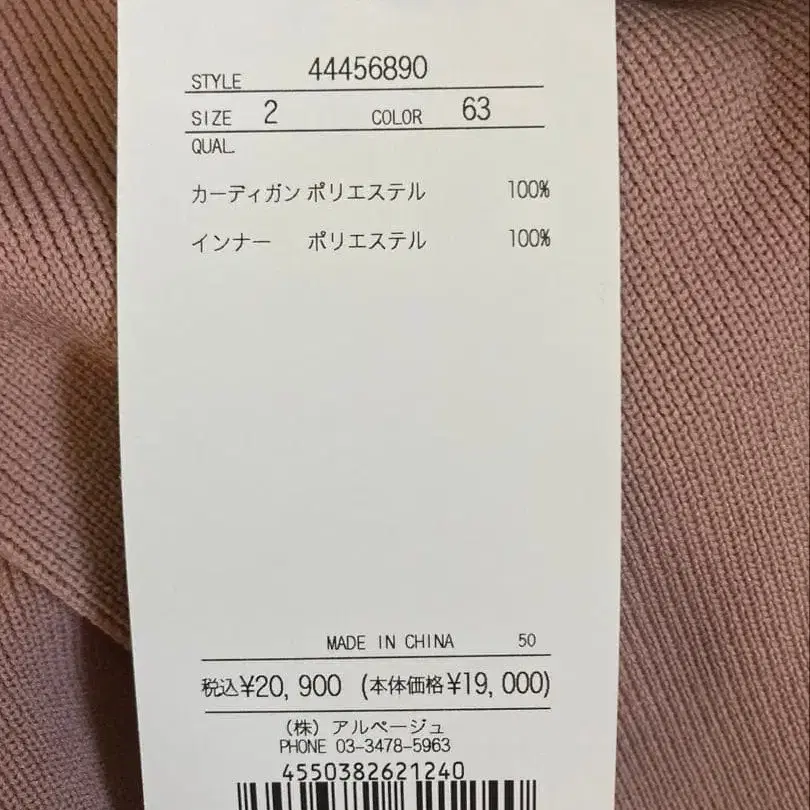 STYLE 44456890
SIZE 2 COLOR 63
QUAL
カーディガン ポリエステル 100%
インナー ポリエステル 100%
MADE IN CHINA 50
税込¥20,900 (本体価格¥19,000)
(株) アルページュ
PHONE 03-3478-5963
4550382621240